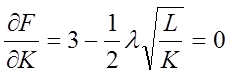 ∂F/∂K = 3 − 1/2 λ √(L/K) = 0